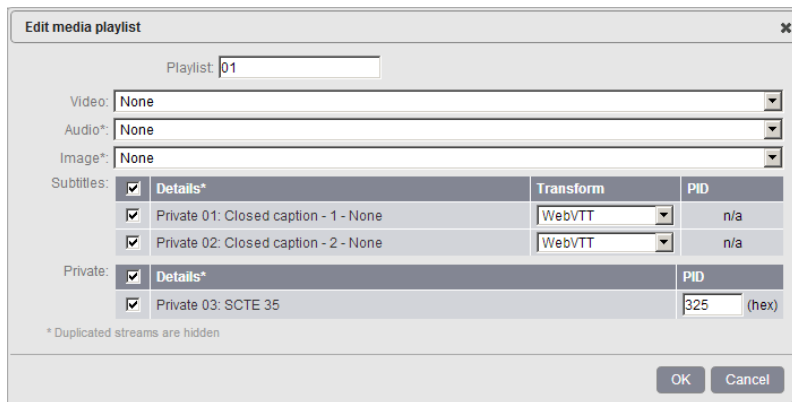 Edit media playlist
Playlist: 01
Video: None
Audio*: None
Image*: None
Subtitles: Details* Transform PID
Private 01: Closed caption - 1 - None WebVTT n/a
Private 02: Closed caption - 2 - None WebVTT n/a
Private: Details* PID
Private 03: SCTE 35 325 (hex)
* Duplicated streams are hidden
OK Cancel